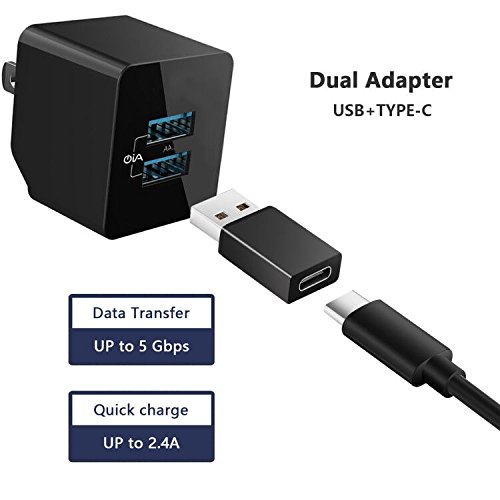 Dual Adapter
USB+TYPE-C
Data Transfer
UP to 5 Gbps
Quick charge
UP to 2.4A